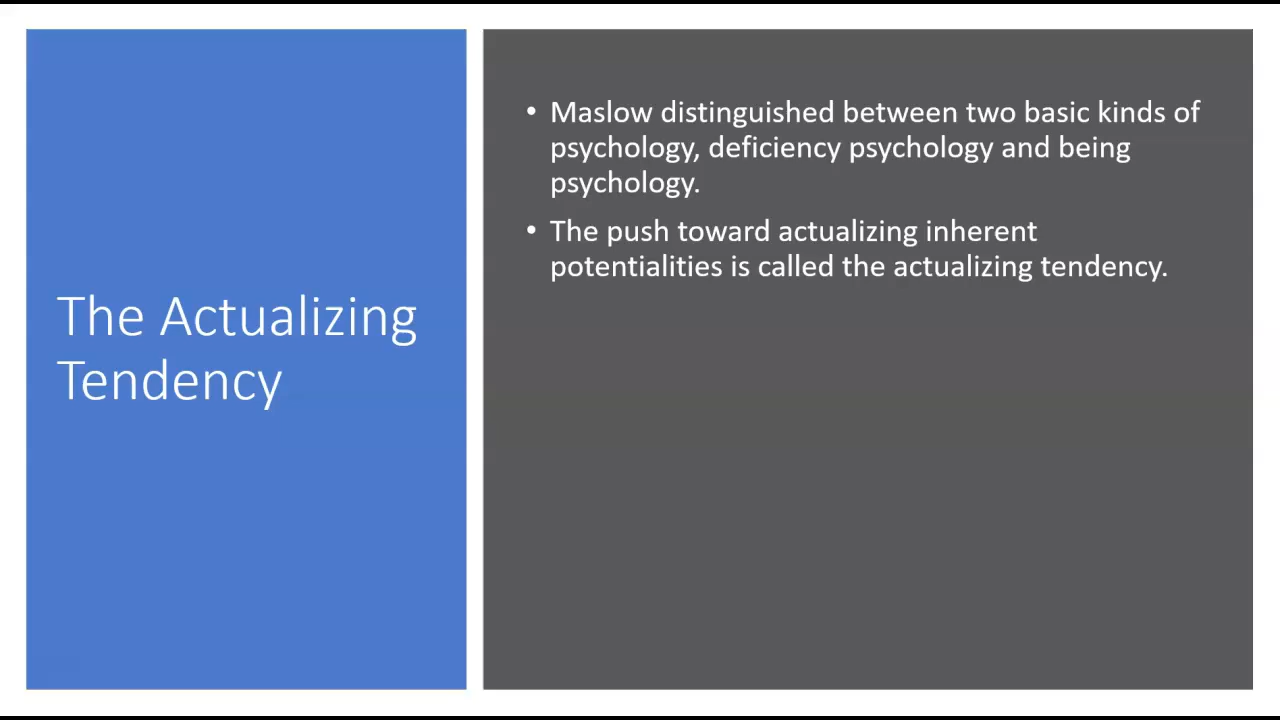 The Actualizing
Tendency
• Maslow distinguished between two basic kinds of
psychology, deficiency psychology and being
psychology.
• The push toward actualizing inherent
potentialities is called the actualizing tendency.